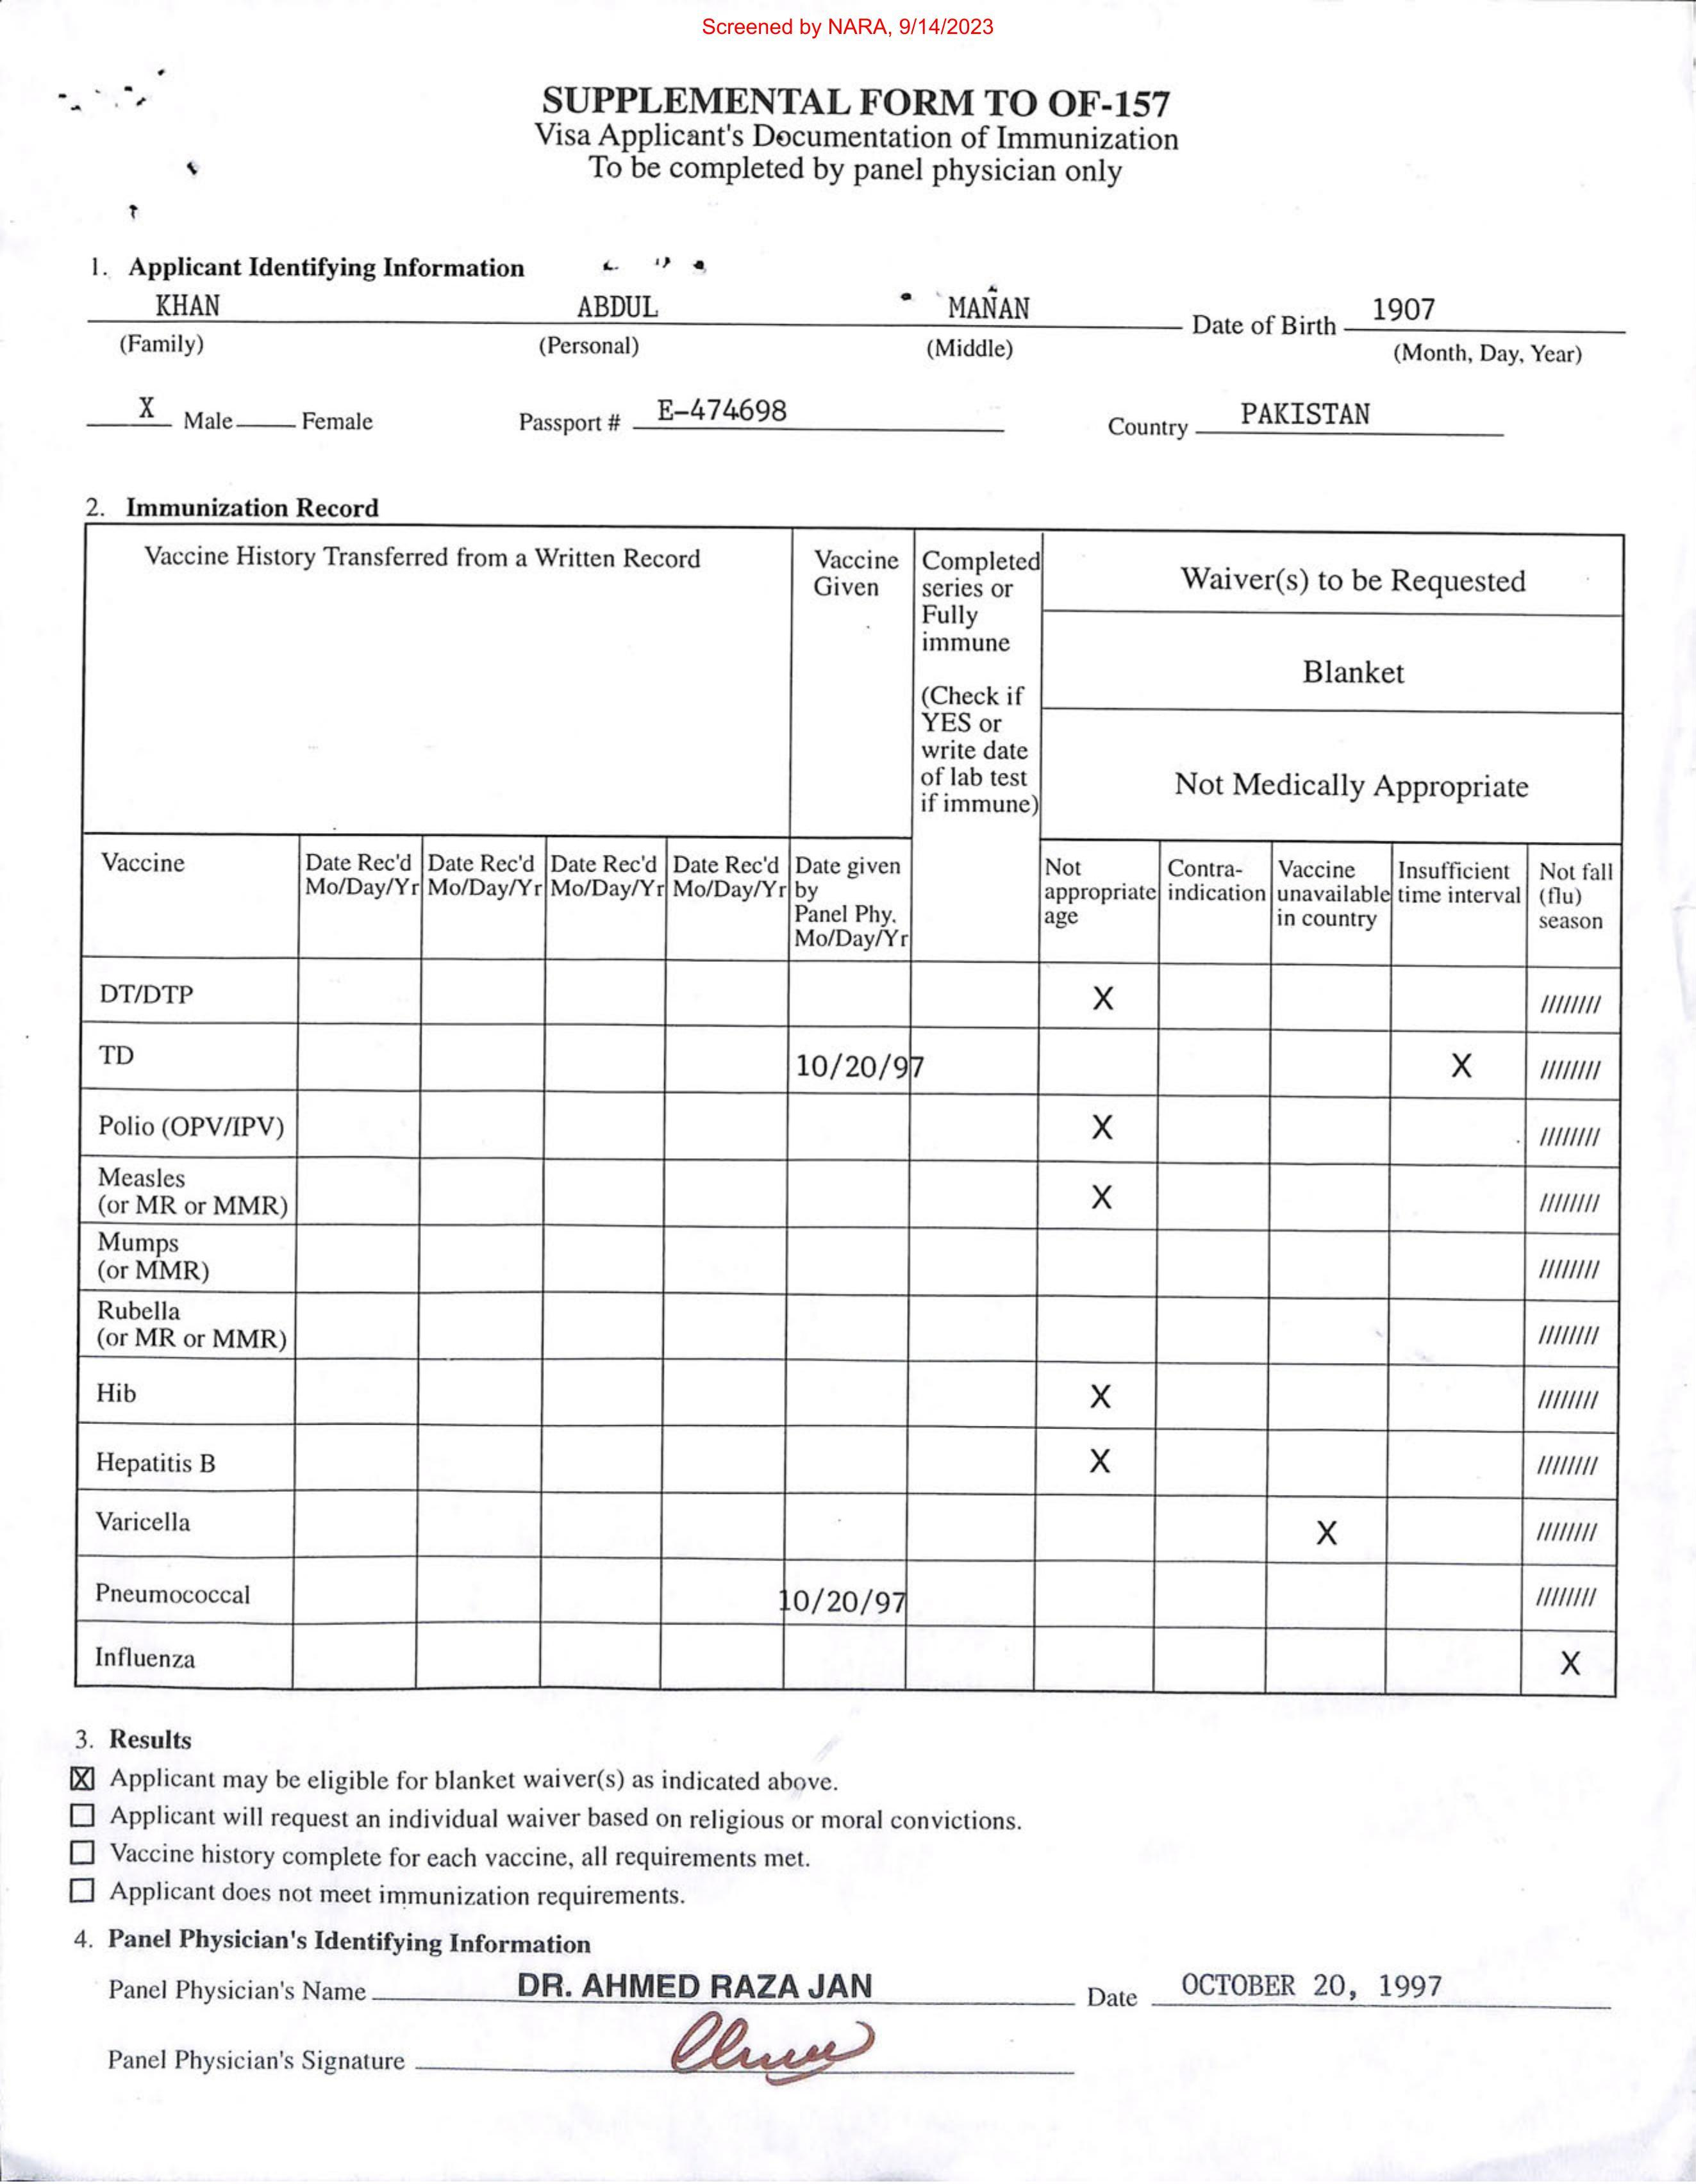 Screened by NARA, 9/14/2023
SUPPLEMENTAL FORM TO OF-157
Visa Applicant's Documentation of Immunization
To be completed by panel physician only
1. Applicant Identifying Information
KHAN ABDUL MAÑAN Date of Birth 1907
(Family) (Personal) (Middle) (Month, Day, Year)
X Male Female Passport # E-474698 Country PAKISTAN
2. Immunization Record
Vaccine History Transferred from a Written Record
Vaccine
Given
Completed
series or
Fully
immune
(Check if
YES or
write date
of lab test
if immune)
Waiver(s) to be Requested
Blanket
Not Medically Appropriate
Vaccine
Date Rec'd
Mo/Day/Yr
Date Rec'd
Mo/Day/Yr
Date Rec'd
Mo/Day/Yr
Date Rec'd
Mo/Day/Yr
Date given
by
Panel Phy.
Mo/Day/Yr
Not
appropriate
age
Contra-
indication
Vaccine
unavailable
in country
Insufficient
time interval
Not fall
(flu)
season
DT/DTP X ////////
TD 10/20/97 X ////////
Polio (OPV/IPV) X ////////
Measles
(or MR or MMR) X ////////
Mumps
(or MMR) ////////
Rubella
(or MR or MMR) ////////
Hib X ////////
Hepatitis B X ////////
Varicella X ////////
Pneumococcal 10/20/97 ////////
Influenza X
3. Results
X Applicant may be eligible for blanket waiver(s) as indicated above.
Applicant will request an individual waiver based on religious or moral convictions.
Vaccine history complete for each vaccine, all requirements met.
Applicant does not meet immunization requirements.
4. Panel Physician's Identifying Information
Panel Physician's Name DR. AHMED RAZA JAN Date OCTOBER 20, 1997
Panel Physician's Signature